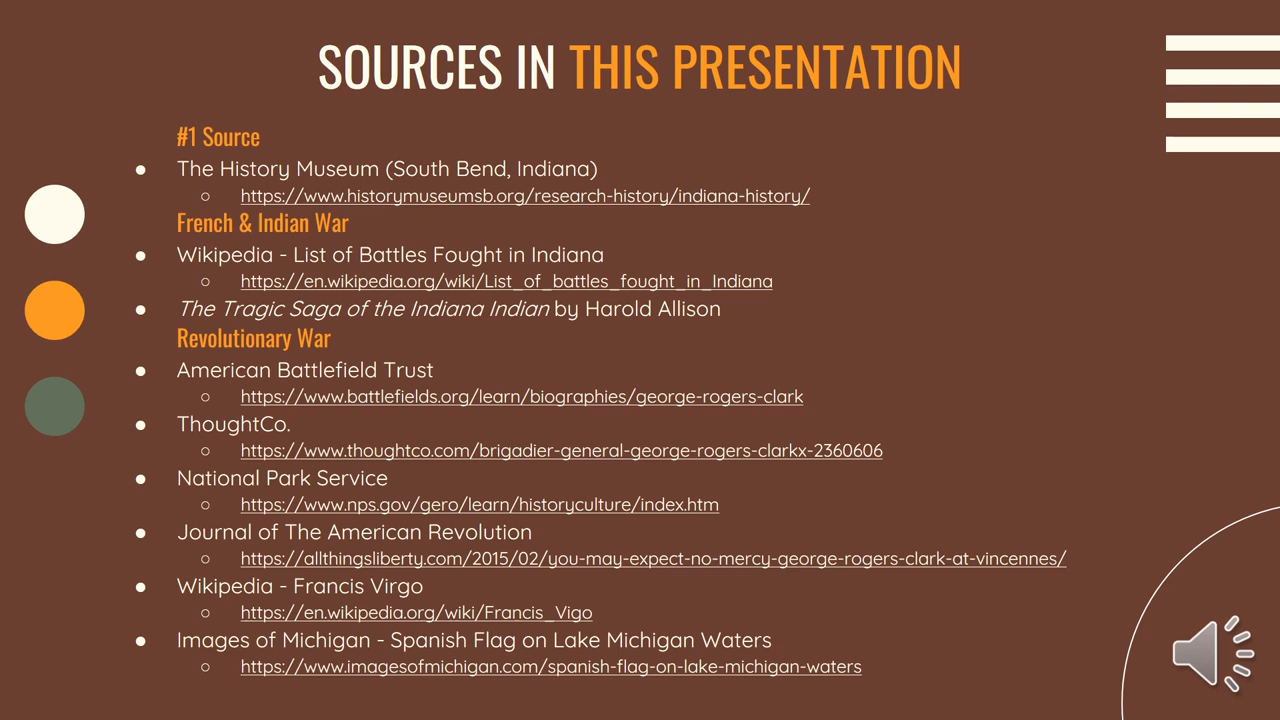 SOURCES IN THIS PRESENTATION
#1 Source
● The History Museum (South Bend, Indiana)
○ https://www.historymuseumsb.org/research-history/indiana-history/
French & Indian War
● Wikipedia - List of Battles Fought in Indiana
○ https://en.wikipedia.org/wiki/List_of_battles_fought_in_Indiana
● The Tragic Saga of the Indiana Indian by Harold Allison
Revolutionary War
● American Battlefield Trust
○ https://www.battlefields.org/learn/biographies/george-rogers-clark
● ThoughtCo.
○ https://www.thoughtco.com/brigadier-general-george-rogers-clarkx-2360606
● National Park Service
○ https://www.nps.gov/gero/learn/historyculture/index.htm
● Journal of The American Revolution
○ https://allthingsliberty.com/2015/02/you-may-expect-no-mercy-george-rogers-clark-at-vincennes/
● Wikipedia - Francis Virgo
○ https://en.wikipedia.org/wiki/Francis_Vigo
● Images of Michigan - Spanish Flag on Lake Michigan Waters
○ https://www.imagesofmichigan.com/spanish-flag-on-lake-michigan-waters